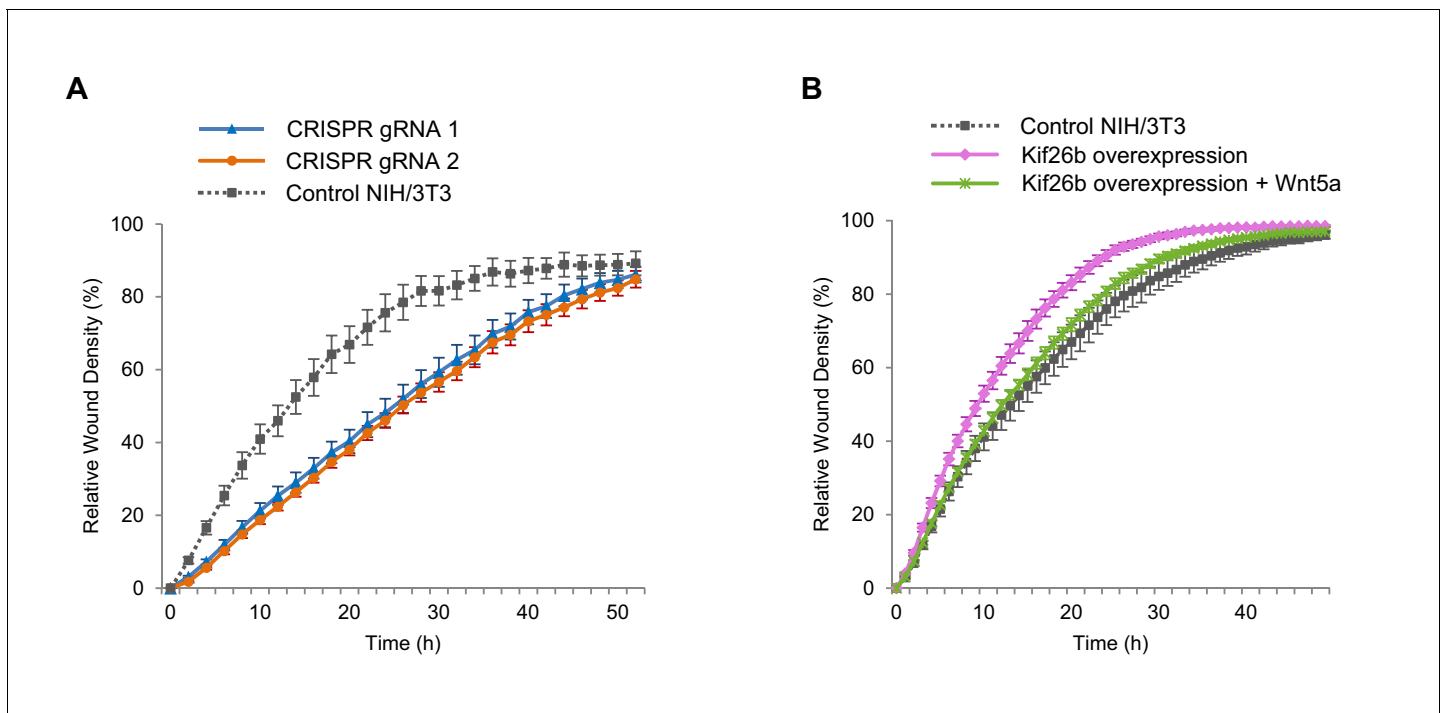 A
CRISPR gRNA 1
CRISPR gRNA 2
Control NIH/3T3
100
80
60
40
20
0
Relative Wound Density (%)
0 10 20 30 40 50
Time (h)
B
Control NIH/3T3
Kif26b overexpression
Kif26b overexpression + Wnt5a
100
80
60
40
20
0
Relative Wound Density (%)
0 10 20 30 40
Time (h)